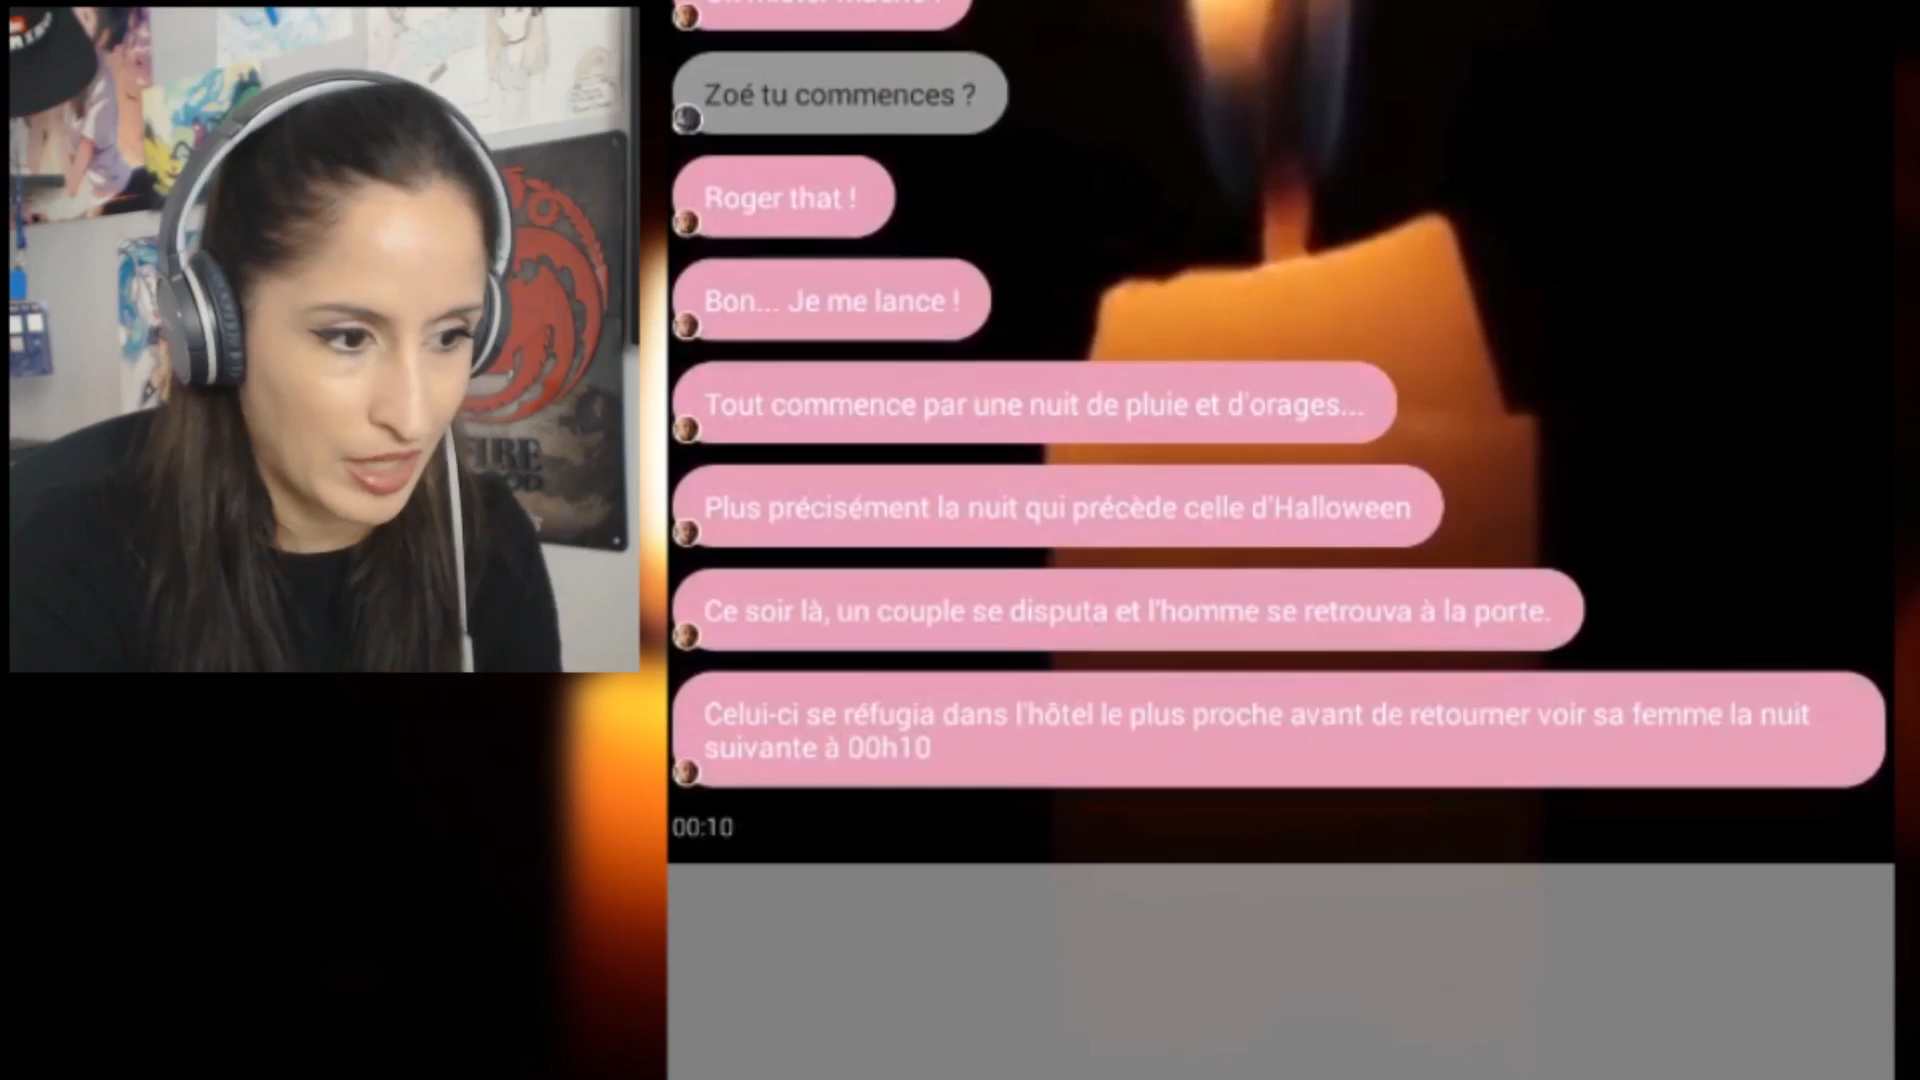 Zoé tu commences ?
Roger that !
Bon... Je me lance !
Tout commence par une nuit de pluie et d'orages...
Plus précisément la nuit qui précède celle d'Halloween
Ce soir là, un couple se disputa et l'homme se retrouva à la porte.
Celui-ci se réfugia dans l'hôtel le plus proche avant de retourner voir sa femme la nuit
suivante à 00h10
00:10